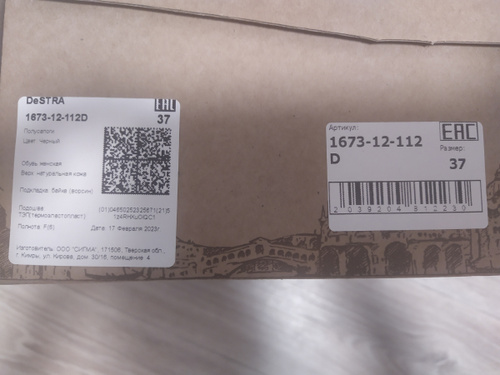 DeSTRA
EAC
1673-12-112D
37
Полусапоги
Цвет: Черный
Обувь женская
Верх: натуральная кожа
Подкладка: байка (ворсин)
Подошва:
ТЭП(термоэластопласт)
Полнота: F(6)
Дата: 17 Февраля 2023г
Изготовитель: ООО "СИГМА", 171506, Тверская обл.,
г. Кимры, ул. Кирова, дом 30/16, помещение 4
Артикул:
EAC
1673-12-112
D
Размер:
37
2039204912230